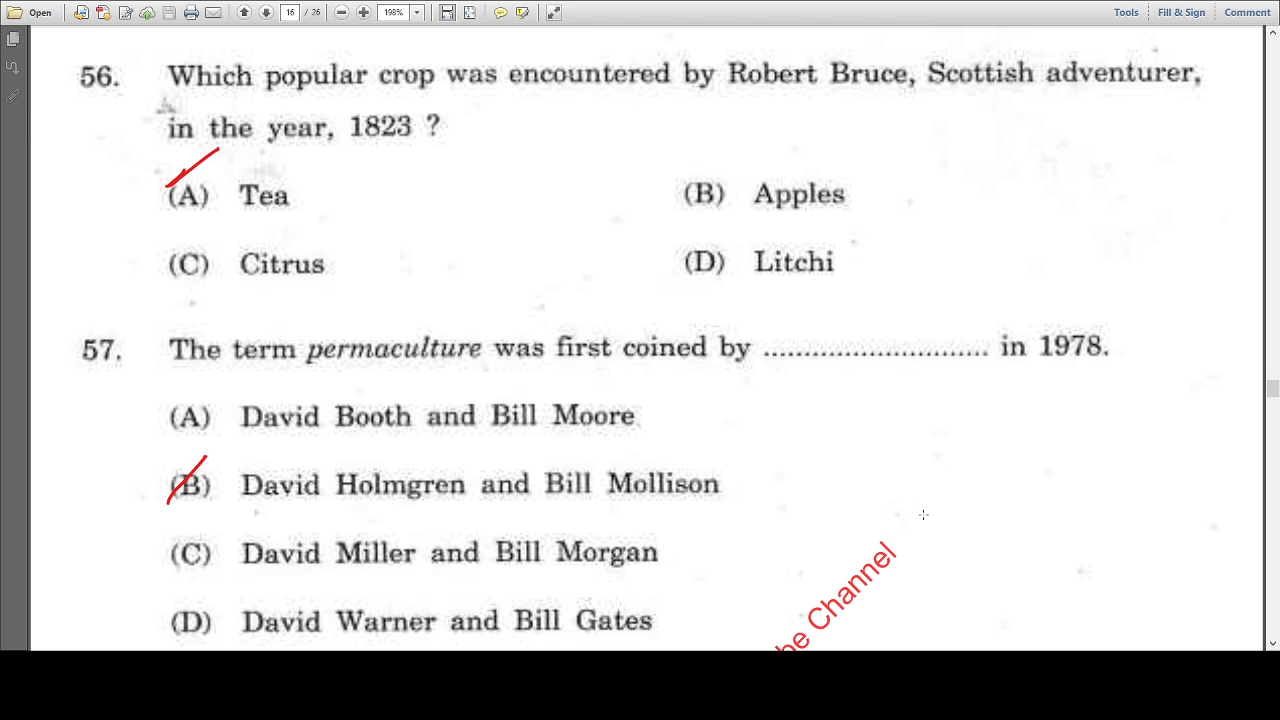 Open 16 / 26 198% Tools Fill & Sign Comment
56. Which popular crop was encountered by Robert Bruce, Scottish adventurer,
in the year, 1823 ?
(A) Tea (B) Apples
(C) Citrus (D) Litchi
57. The term permaculture was first coined by ............................ in 1978.
(A) David Booth and Bill Moore
(B) David Holmgren and Bill Mollison
(C) David Miller and Bill Morgan
(D) David Warner and Bill Gates
Channel